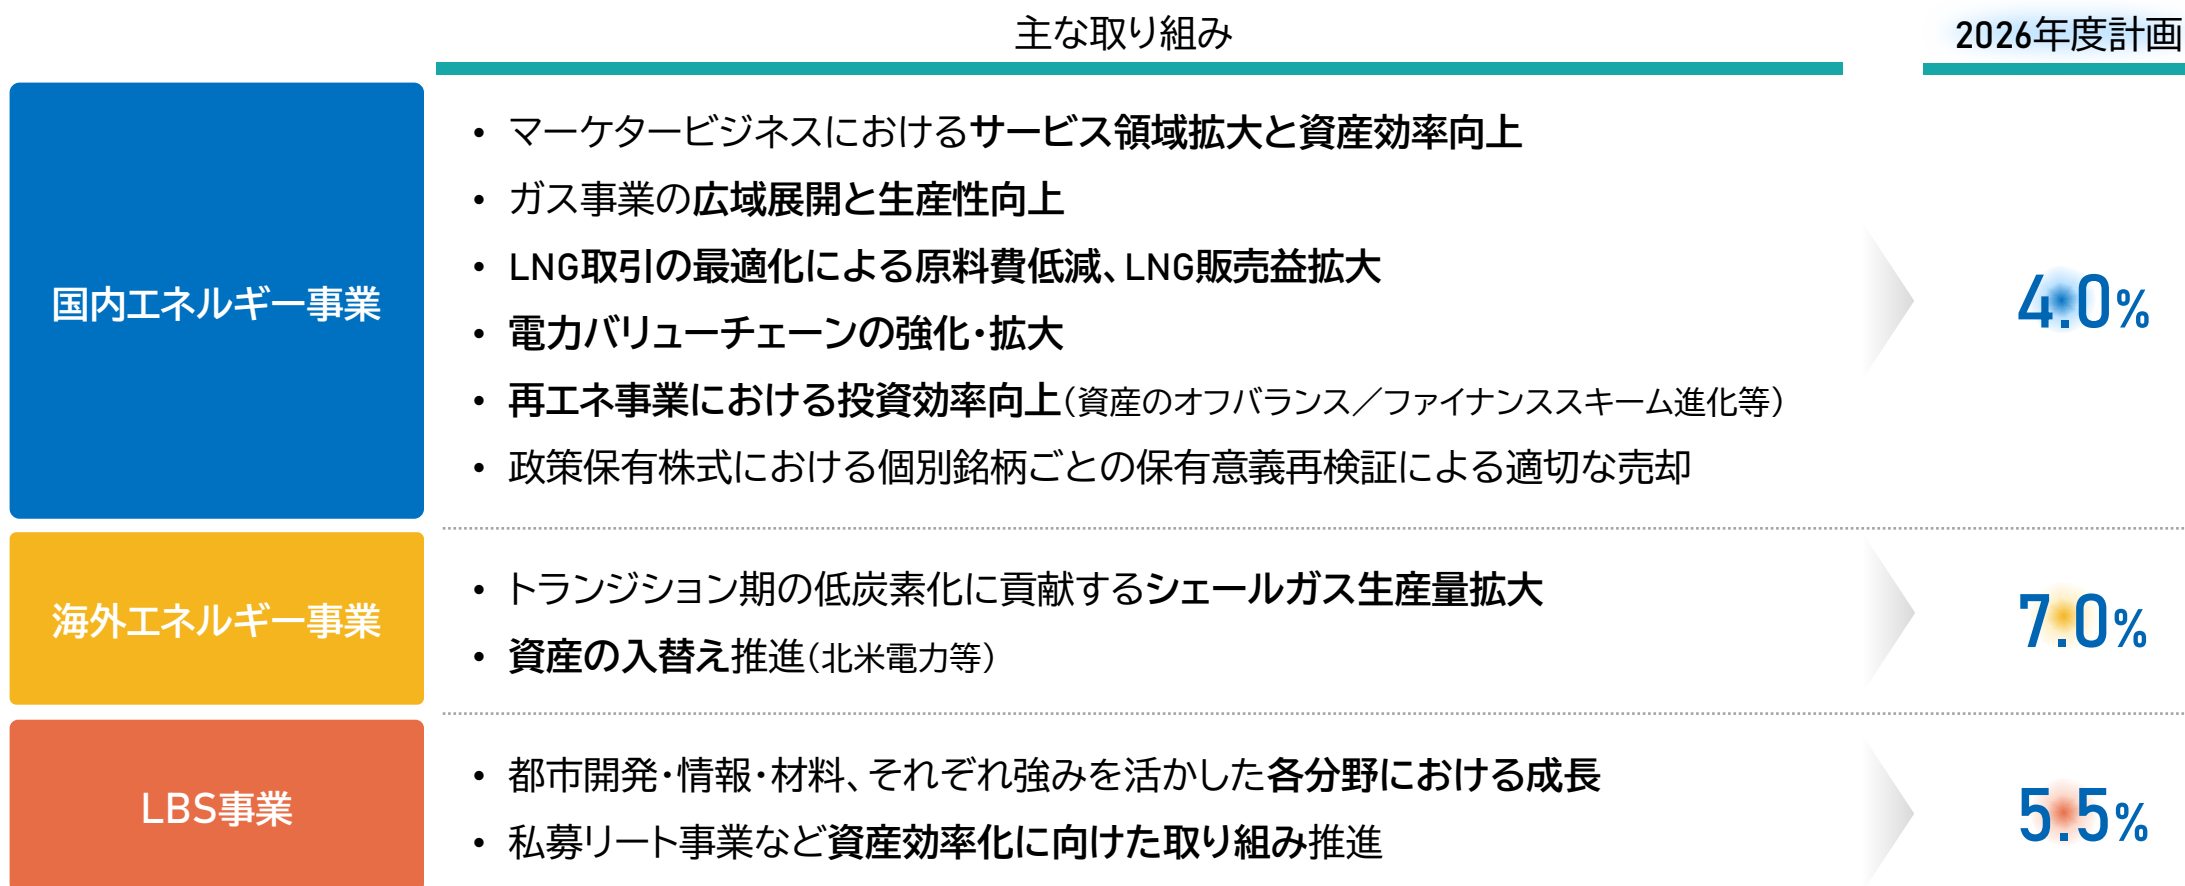 主な取り組み
2026年度計画
国内エネルギー事業
• マーケタービジネスにおけるサービス領域拡大と資産効率向上
• ガス事業の広域展開と生産性向上
• LNG取引の最適化による原料費低減、LNG販売益拡大
• 電力バリューチェーンの強化・拡大
• 再エネ事業における投資効率向上(資産のオフバランス／ファイナンススキーム進化等)
• 政策保有株式における個別銘柄ごとの保有意義再検証による適切な売却
4.0%
海外エネルギー事業
• トランジション期の低炭素化に貢献するシェールガス生産量拡大
• 資産の入替え推進(北米電力等)
7.0%
LBS事業
• 都市開発・情報・材料、それぞれ強みを活かした各分野における成長
• 私募リート事業など資産効率化に向けた取り組み推進
5.5%